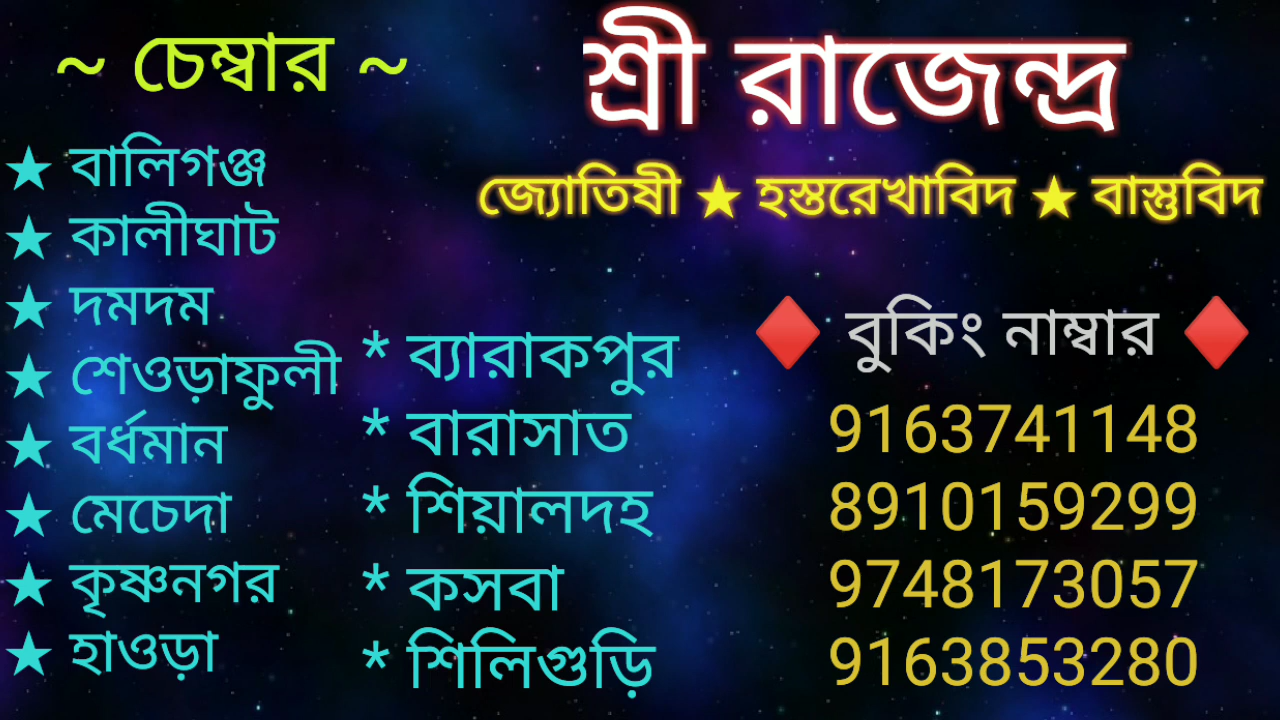 ~ চেম্বার ~
★ বালিগঞ্জ
★ কালীঘাট
★ দমদম
★ শেওড়াফুলী
★ বর্ধমান
★ মেচেদা
★ কৃষ্ণনগর
★ হাওড়া
* ব্যারাকপুর
* বারাসাত
* শিয়ালদহ
* কসবা
* শিলিগুড়ি
শ্রী রাজেন্দ্র
জ্যোতিষী ★ হস্তরেখাবিদ ★ বাস্তুবিদ
♦ বুকিং নাম্বার ♦
9163741148
8910159299
9748173057
9163853280